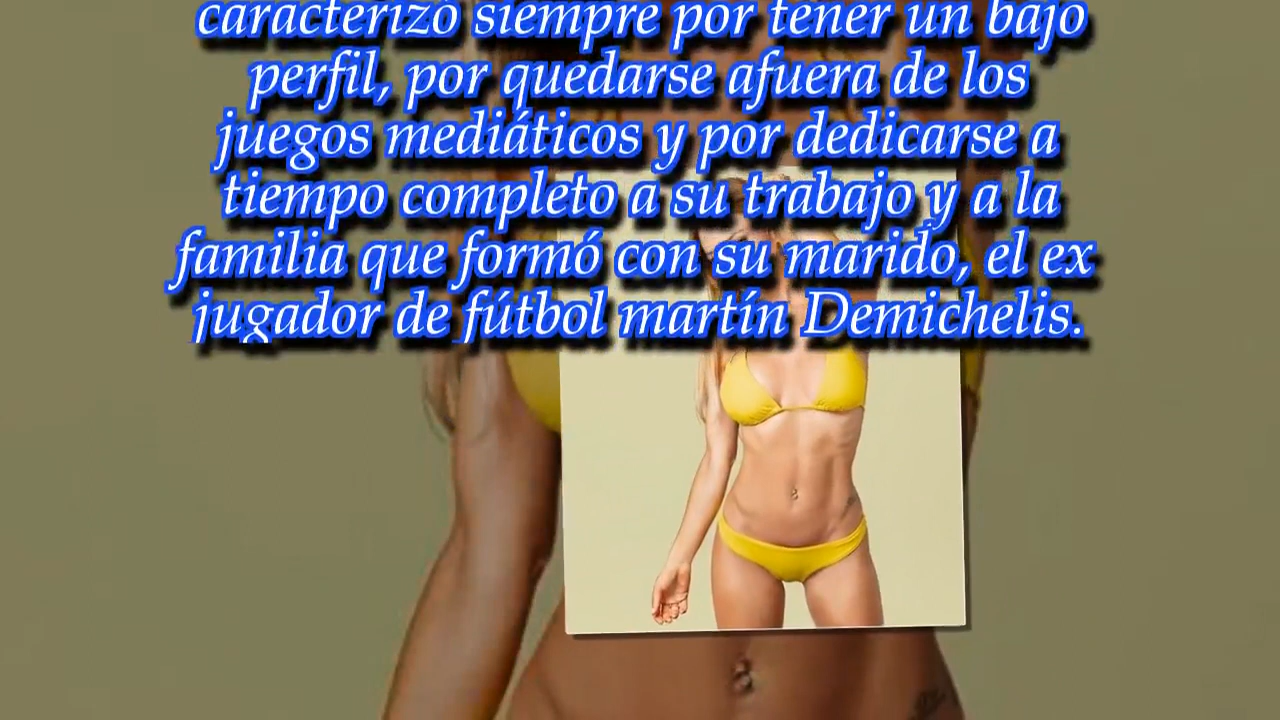 caracterizó siempre por tener un bajo
perfil, por quedarse afuera de los
juegos mediáticos y por dedicarse a
tiempo completo a su trabajo y a la
familia que formó con su marido, el ex
jugador de fútbol martín Demichelis.